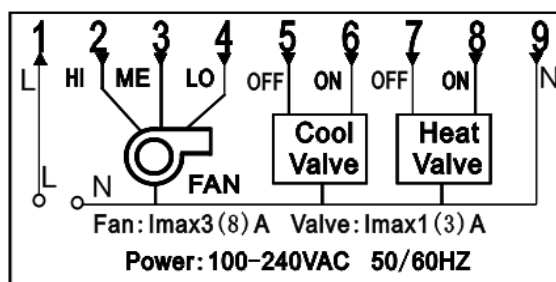 1 2 3 4 5 6 7 8 9
L HI ME LO OFF ON OFF ON N
Cool Valve
Heat Valve
L N FAN
Fan:Imax3(8)A Valve:Imax1(3)A
Power:100-240VAC 50/60HZ